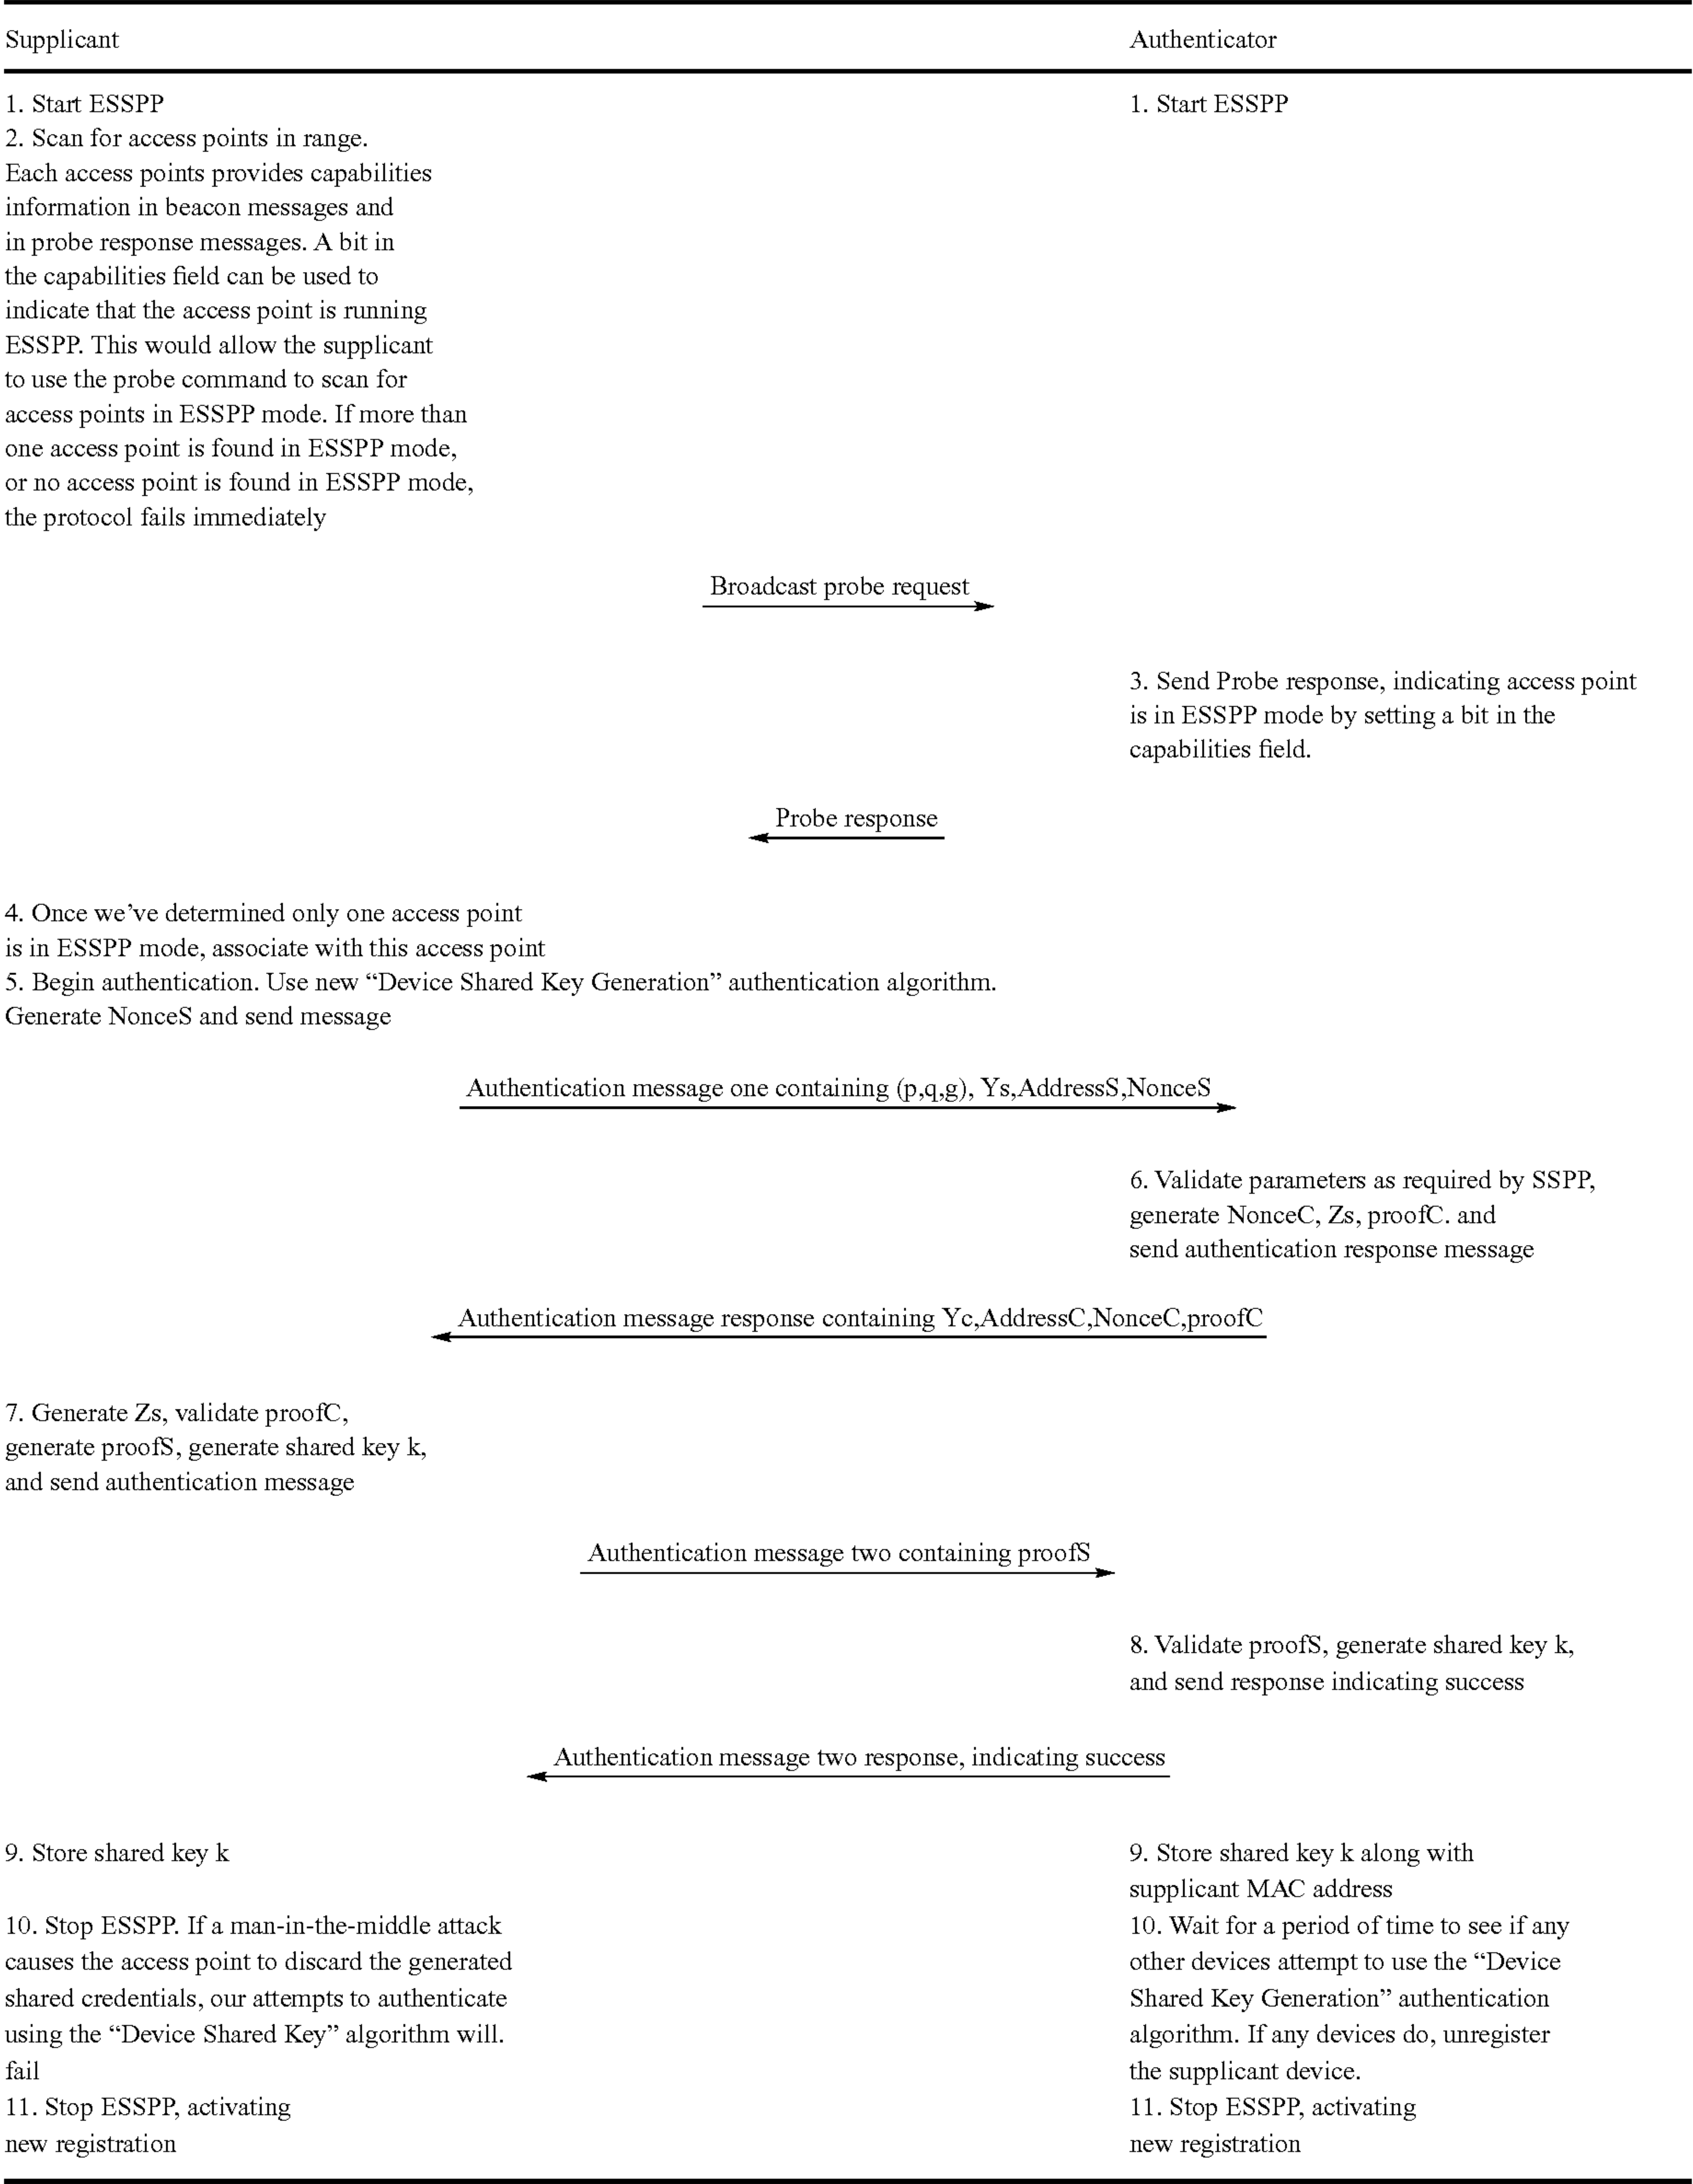 Supplicant
Authenticator
1. Start ESSPP
1. Start ESSPP
2. Scan for access points in range.
Each access points provides capabilities
information in beacon messages and
in probe response messages. A bit in
the capabilities field can be used to
indicate that the access point is running
ESSPP. This would allow the supplicant
to use the probe command to scan for
access points in ESSPP mode. If more than
one access point is found in ESSPP mode,
or no access point is found in ESSPP mode,
the protocol fails immediately
Broadcast probe request
3. Send Probe response, indicating access point
is in ESSPP mode by setting a bit in the
capabilities field.
Probe response
4. Once we’ve determined only one access point
is in ESSPP mode, associate with this access point
5. Begin authentication. Use new “Device Shared Key Generation” authentication algorithm.
Generate NonceS and send message
Authentication message one containing (p,q,g), Ys,AddressS,NonceS
6. Validate parameters as required by SSPP,
generate NonceC, Zs, proofC. and
send authentication response message
Authentication message response containing Yc,AddressC,NonceC,proofC
7. Generate Zs, validate proofC,
generate proofS, generate shared key k,
and send authentication message
Authentication message two containing proofS
8. Validate proofS, generate shared key k,
and send response indicating success
Authentication message two response, indicating success
9. Store shared key k
9. Store shared key k along with
supplicant MAC address
10. Stop ESSPP. If a man-in-the-middle attack
causes the access point to discard the generated
shared credentials, our attempts to authenticate
using the “Device Shared Key” algorithm will.
fail
10. Wait for a period of time to see if any
other devices attempt to use the “Device
Shared Key Generation” authentication
algorithm. If any devices do, unregister
the supplicant device.
11. Stop ESSPP, activating
new registration
11. Stop ESSPP, activating
new registration